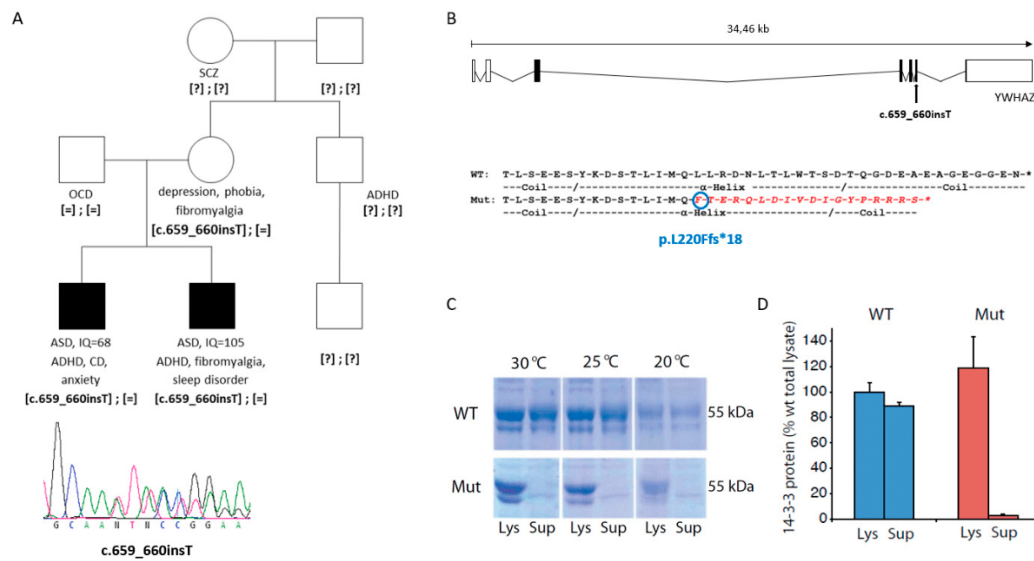 A
SCZ
[?] ; [?]
[?] ; [?]
OCD
[=] ; [=]
depression, phobia,
fibromyalgia
[c.659_660insT] ; [=]
ADHD
[?] ; [?]
ASD, IQ=68
ADHD, CD,
anxiety
[c.659_660insT] ; [=]
ASD, IQ=105
ADHD, fibromyalgia,
sleep disorder
[c.659_660insT] ; [=]
[?] ; [?]
G C A A N T N C C G G A A
c.659_660insT
B
34,46 kb
YWHAZ
c.659_660insT
WT: T-L-S-E-E-S-Y-K-D-S-T-L-I-M-Q-L-L-R-D-N-L-T-L-W-T-S-D-T-Q-G-D-E-A-E-A-G-E-G-G-E-N-*
---Coil---/--------------α-Helix---------------/-------------Coil-----
Mut: T-L-S-E-E-S-Y-K-D-S-T-L-I-M-Q-F-T-E-R-Q-L-D-I-V-D-I-G-Y-P-R-R-R-S-*
---Coil---/-----------α-Helix---------------/-----Coil-----
p.L220Ffs*18
C
30 ºC 25 ºC 20 ºC
WT
55 kDa
Mut
55 kDa
Lys Sup Lys Sup Lys Sup
D
WT Mut
14-3-3 protein (% wt total lysate)
140
120
100
80
60
40
20
0
Lys Sup Lys Sup